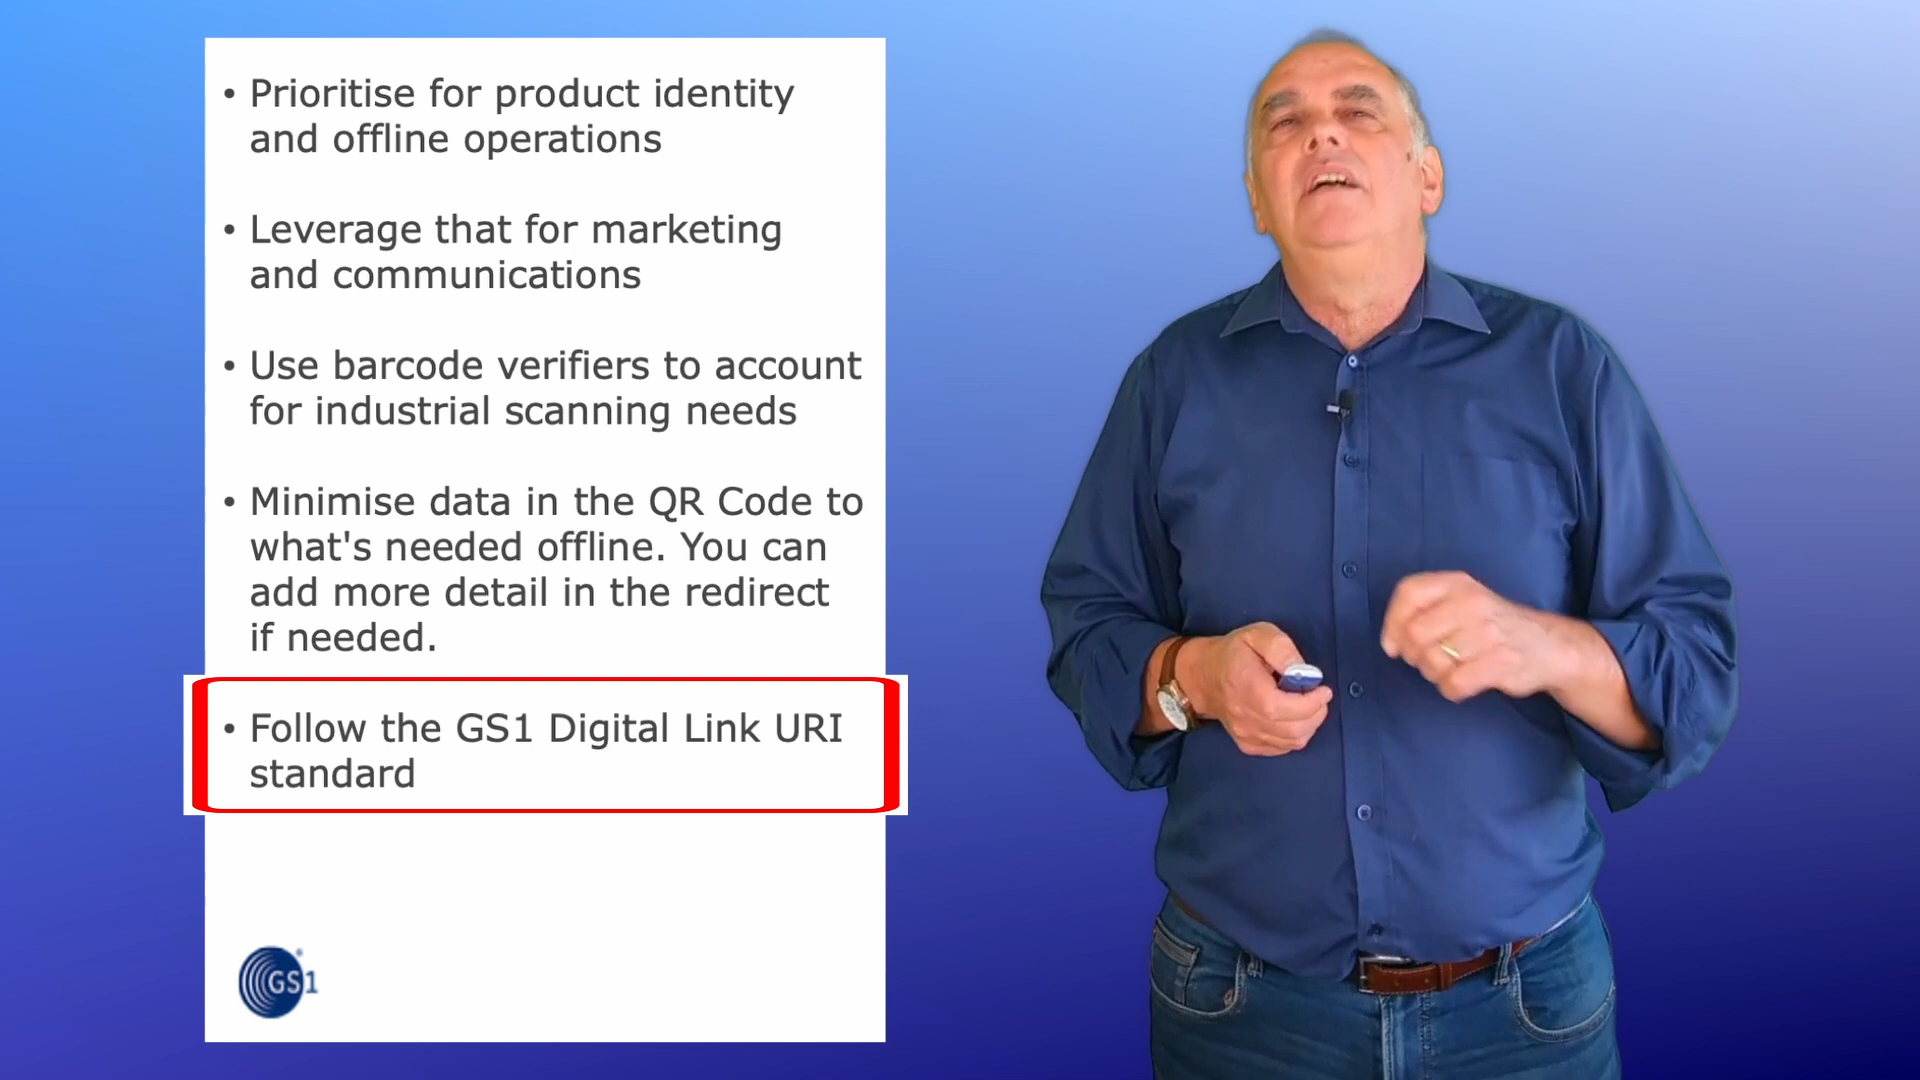 • Prioritise for product identity
and offline operations
• Leverage that for marketing
and communications
• Use barcode verifiers to account
for industrial scanning needs
• Minimise data in the QR Code to
what's needed offline. You can
add more detail in the redirect
if needed.
• Follow the GS1 Digital Link URI
standard
GS1